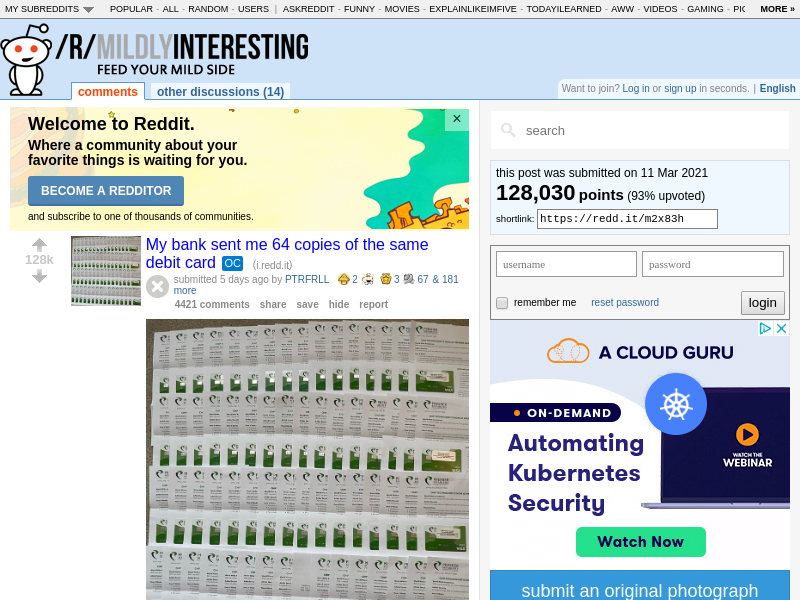 MY SUBREDDITS POPULAR - ALL - RANDOM - USERS | ASKREDDIT - FUNNY - MOVIES - EXPLAINLIKEIMFIVE - TODAYILEARNED - AWW - VIDEOS - GAMING - PIC MORE »
/R/MILDLYINTERESTING
FEED YOUR MILD SIDE
comments other discussions (14)
Want to join? Log in or sign up in seconds. | English
Welcome to Reddit.
Where a community about your
favorite things is waiting for you.
BECOME A REDDITOR
and subscribe to one of thousands of communities.
×
128k
My bank sent me 64 copies of the same
debit card OC (i.redd.it)
submitted 5 days ago by PTRFRLL 2 3 67 & 181
more
4421 comments share save hide report
search
this post was submitted on 11 Mar 2021
128,030 points (93% upvoted)
shortlink: https://redd.it/m2x83h
username password
remember me reset password login
A CLOUD GURU
ON-DEMAND
Automating
Kubernetes
Security
WATCH THE
WEBINAR
Watch Now
submit an original photograph